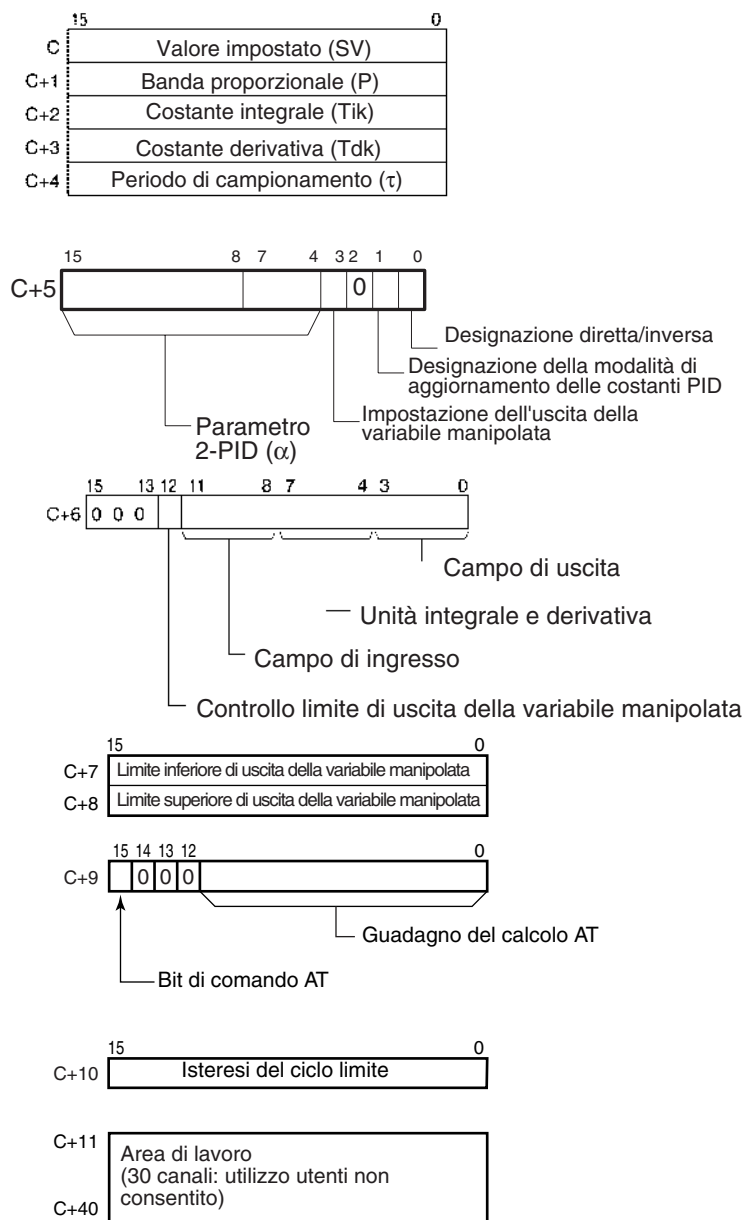 15 0
C Valore impostato (SV)
C+1 Banda proporzionale (P)
C+2 Costante integrale (Tik)
C+3 Costante derivativa (Tdk)
C+4 Periodo di campionamento (τ)
15 8 7 4 3 2 1 0
C+5 0
Designazione diretta/inversa
Designazione della modalità di
aggiornamento delle costanti PID
Impostazione dell'uscita della
variabile manipolata
Parametro
2-PID (α)
15 13 12 11 8 7 4 3 0
C+6 0 0 0
Campo di uscita
Unità integrale e derivativa
Campo di ingresso
Controllo limite di uscita della variabile manipolata
15 0
C+7 Limite inferiore di uscita della variabile manipolata
C+8 Limite superiore di uscita della variabile manipolata
15 14 13 12 0
C+9 0 0 0
Guadagno del calcolo AT
Bit di comando AT
15 0
C+10 Isteresi del ciclo limite
C+11
Area di lavoro
(30 canali: utilizzo utenti non
consentito)
C+40